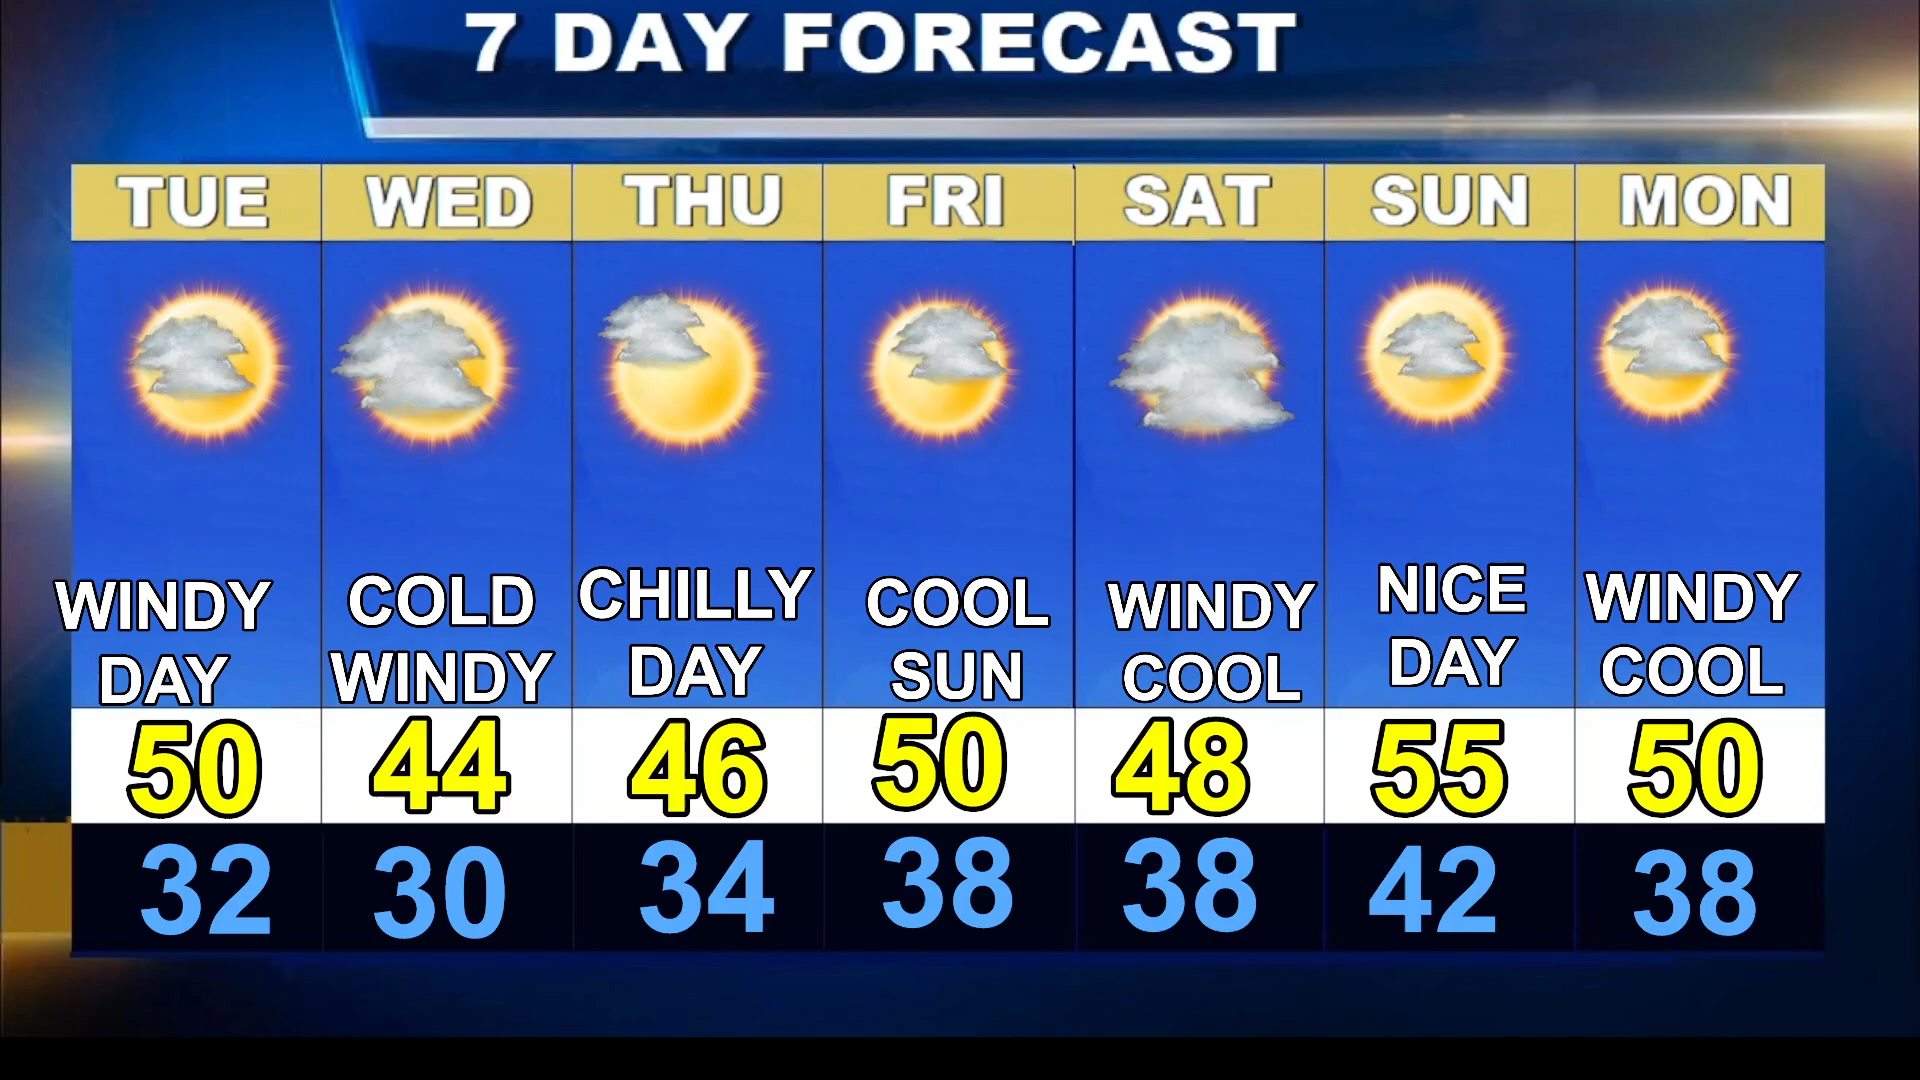 7 DAY FORECAST
TUE WED THU FRI SAT SUN MON
WINDY DAY
COLD WINDY
CHILLY DAY
COOL SUN
WINDY COOL
NICE DAY
WINDY COOL
50 44 46 50 48 55 50
32 30 34 38 38 42 38